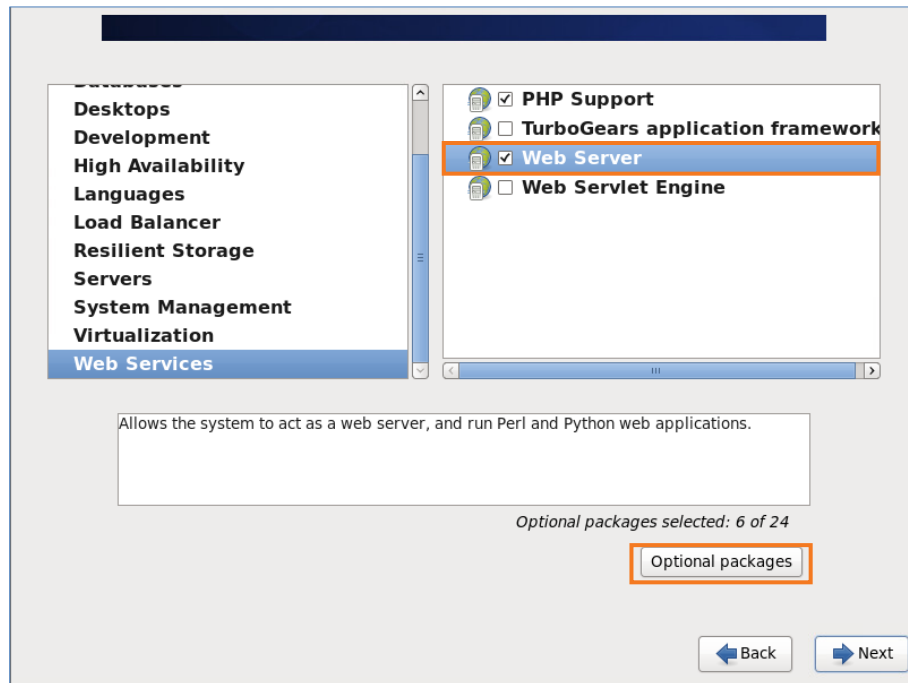 Databases
Desktops
Development
High Availability
Languages
Load Balancer
Resilient Storage
Servers
System Management
Virtualization
Web Services
PHP Support
TurboGears application framework
Web Server
Web Servlet Engine
Allows the system to act as a web server, and run Perl and Python web applications.
Optional packages selected: 6 of 24
Optional packages
Back
Next